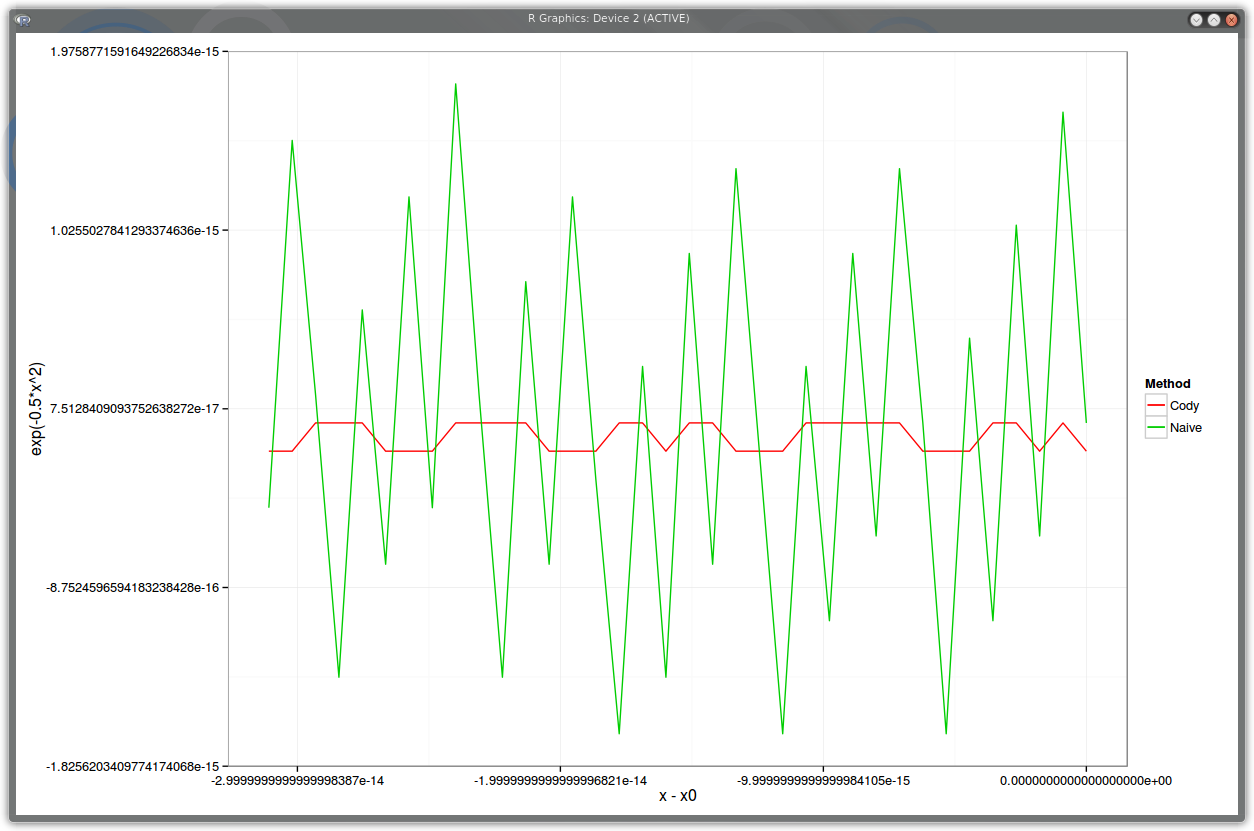 R Graphics: Device 2 (ACTIVE)
1.9758771591649226834e-15
1.0255027841293374636e-15
7.5128409093752638272e-17
-8.7524596594183238428e-16
-1.8256203409774174068e-15
exp(-0.5*x^2)
-2.9999999999999998387e-14
-1.9999999999999996821e-14
-9.9999999999999984105e-15
0.0000000000000000000e+00
x - x0
Method
Cody
Naive